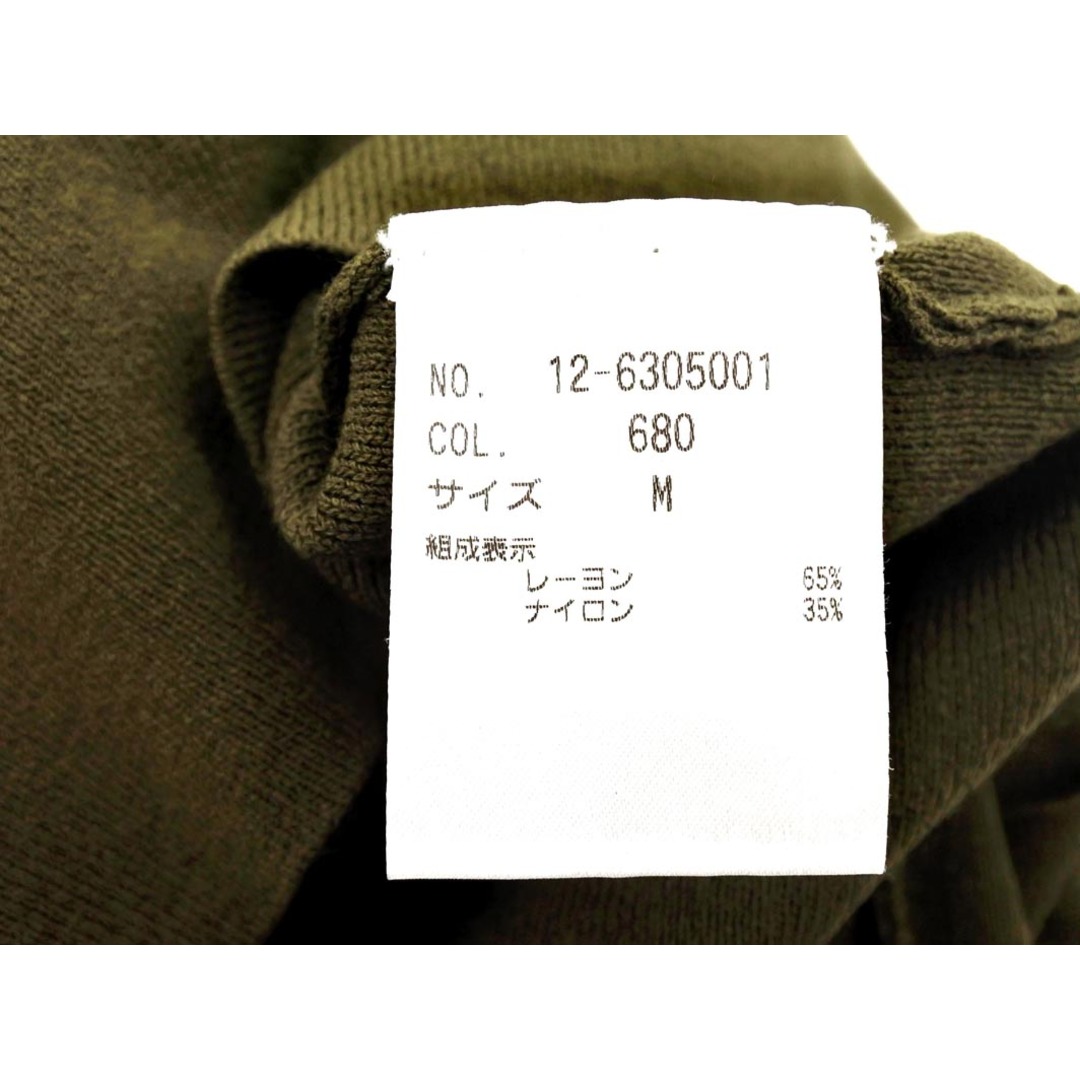 NO. 12-6305001
COL. 680
サイズ M
組成表示
レーヨン 65%
ナイロン 35%